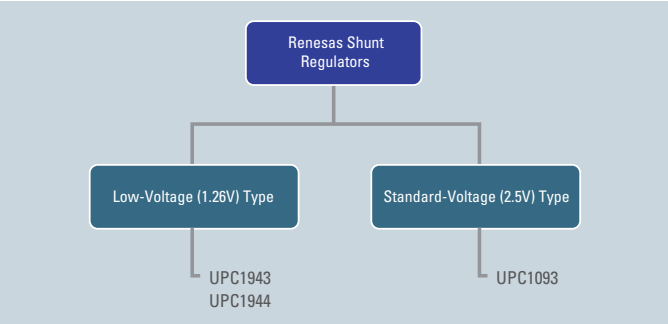 Renesas Shunt
Regulators
Low-Voltage (1.26V) Type
Standard-Voltage (2.5V) Type
UPC1943
UPC1944
UPC1093